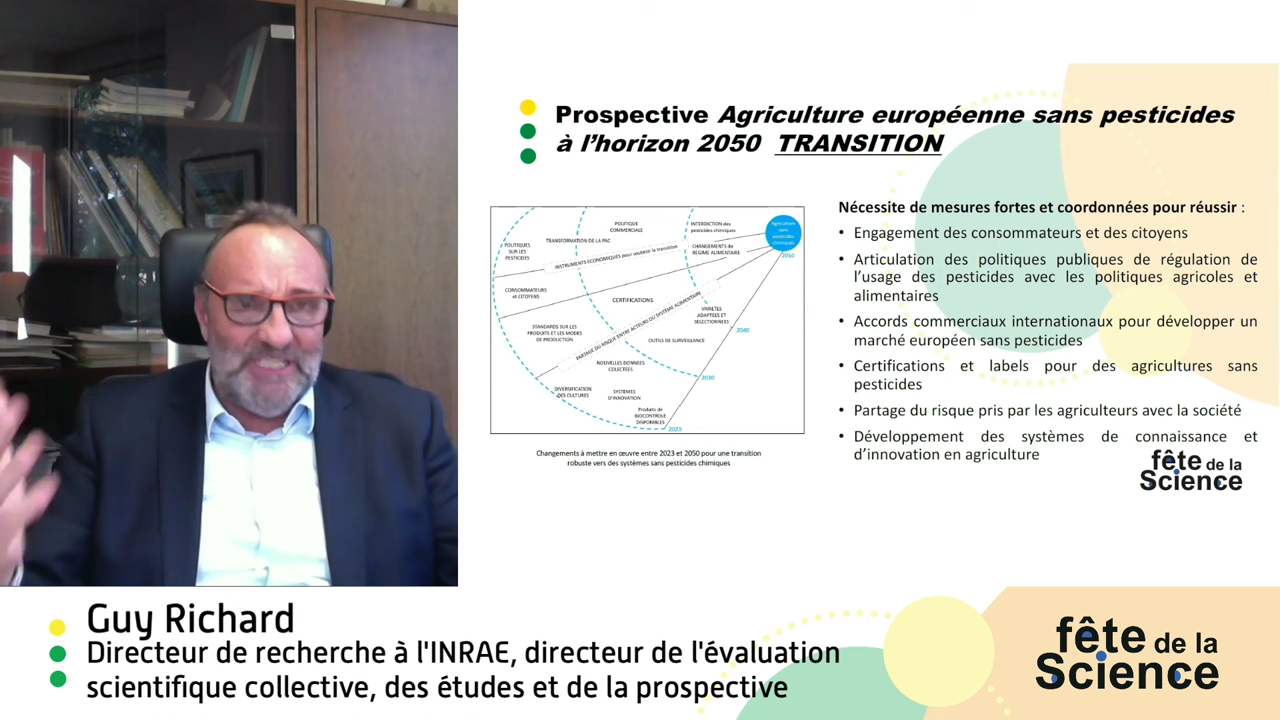 Prospective Agriculture européenne sans pesticides
à l’horizon 2050 TRANSITION
POLITIQUES
SUR LES
PESTICIDES
TRANSFORMATION DE LA PAC
POLITIQUE
COMMERCIALE
INTERDICTION des
pesticides chimiques
Agriculture
sans
pesticides
chimiques
2050
INSTRUMENTS ECONOMIQUES pour soutenir la transition
CHANGEMENTS de
REGIME ALIMENTAIRE
CONSOMMATEURS
et CITOYENS
CERTIFICATIONS
PARTAGE DU RISQUE ENTRE ACTEURS DU SYSTÈME ALIMENTAIRE
VARIETES
ADAPTEES ET
SELECTIONNEES
STANDARDS SUR LES
PRODUITS ET LES MODES
DE PRODUCTION
OUTILS DE SURVEILLANCE
2040
NOUVELLES DONNEES
COLLECTEES
2030
DIVERSIFICATION
DES CULTURES
SYSTEMES
D'INNOVATION
Produits de
BIOCONTROLE
DISPONIBLES
2023
Changements à mettre en œuvre entre 2023 et 2050 pour une transition
robuste vers des systèmes sans pesticides chimiques
Nécessite de mesures fortes et coordonnées pour réussir :
• Engagement des consommateurs et des citoyens
• Articulation des politiques publiques de régulation de
l’usage des pesticides avec les politiques agricoles et
alimentaires
• Accords commerciaux internationaux pour développer un
marché européen sans pesticides
• Certifications et labels pour des agricultures sans
pesticides
• Partage du risque pris par les agriculteurs avec la société
• Développement des systèmes de connaissance et
d’innovation en agriculture
fête de la
Science
Guy Richard
Directeur de recherche à l'INRAE, directeur de l'évaluation
scientifique collective, des études et de la prospective
fête de la
Science